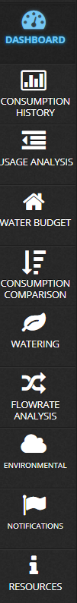 DASHBOARD
CONSUMPTION
HISTORY
USAGE ANALYSIS
WATER BUDGET
CONSUMPTION
COMPARISON
WATERING
FLOWRATE
ANALYSIS
ENVIRONMENTAL
NOTIFICATIONS
RESOURCES